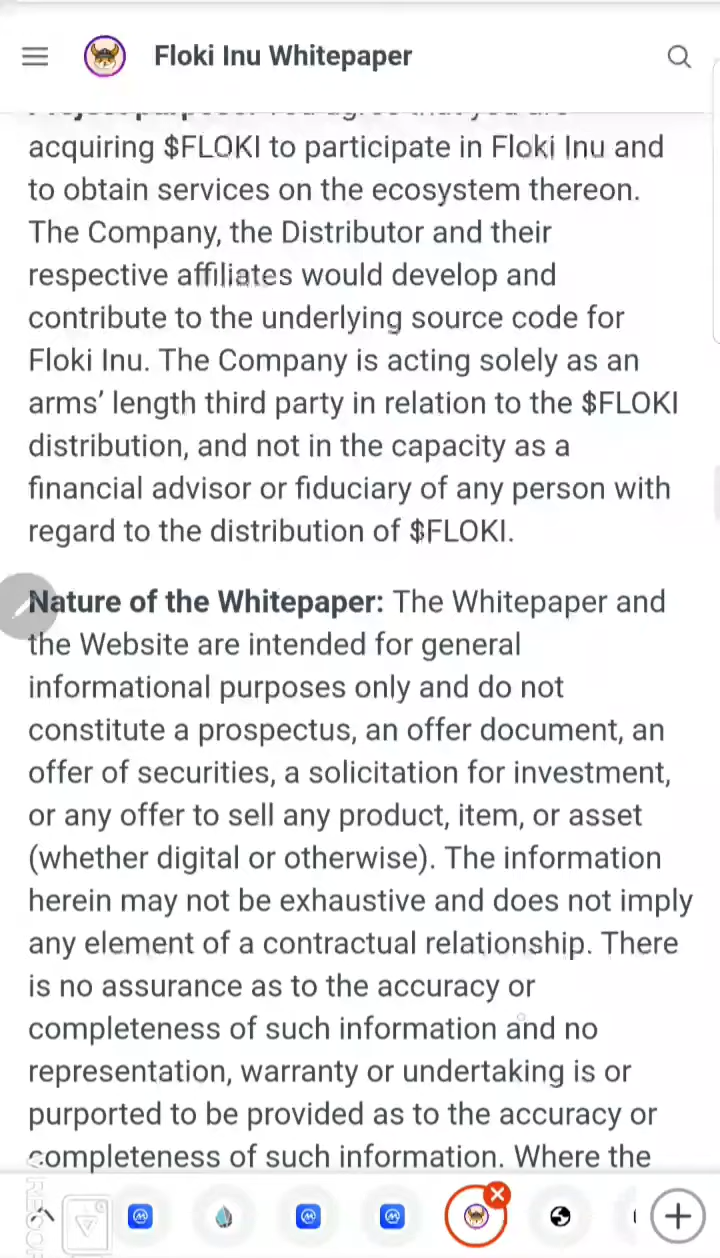 Floki Inu Whitepaper
acquiring $FLOKI to participate in Floki Inu and
to obtain services on the ecosystem thereon.
The Company, the Distributor and their
respective affiliates would develop and
contribute to the underlying source code for
Floki Inu. The Company is acting solely as an
arms’ length third party in relation to the $FLOKI
distribution, and not in the capacity as a
financial advisor or fiduciary of any person with
regard to the distribution of $FLOKI.
Nature of the Whitepaper: The Whitepaper and
the Website are intended for general
informational purposes only and do not
constitute a prospectus, an offer document, an
offer of securities, a solicitation for investment,
or any offer to sell any product, item, or asset
(whether digital or otherwise). The information
herein may not be exhaustive and does not imply
any element of a contractual relationship. There
is no assurance as to the accuracy or
completeness of such information and no
representation, warranty or undertaking is or
purported to be provided as to the accuracy or
completeness of such information. Where the